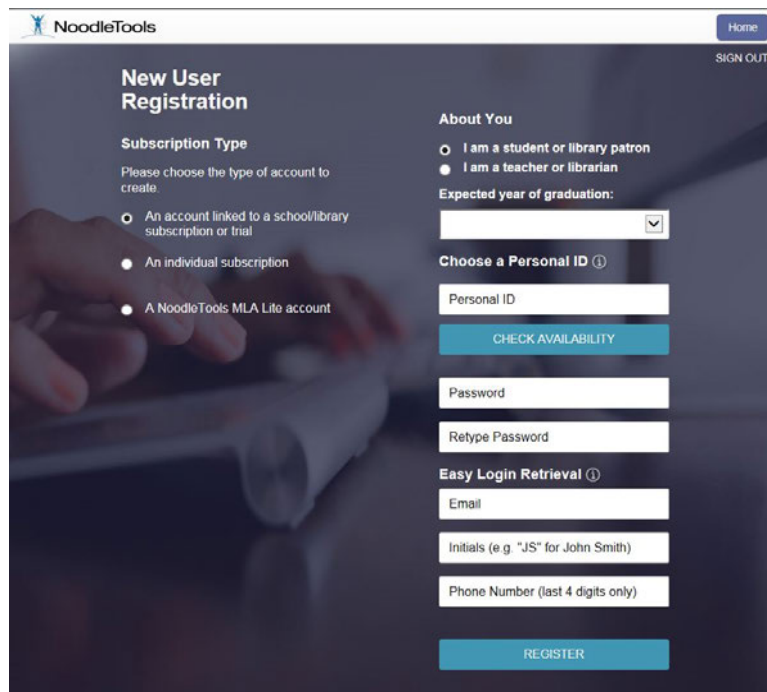 NoodleTools
Home
SIGN OUT
New User
Registration
Subscription Type
Please choose the type of account to
create.
An account linked to a school/library
subscription or trial
An individual subscription
A NoodleTools MLA Lite account
About You
I am a student or library patron
I am a teacher or librarian
Expected year of graduation:
Choose a Personal ID ⓘ
Personal ID
CHECK AVAILABILITY
Password
Retype Password
Easy Login Retrieval ⓘ
Email
Initials (e.g. "JS" for John Smith)
Phone Number (last 4 digits only)
REGISTER